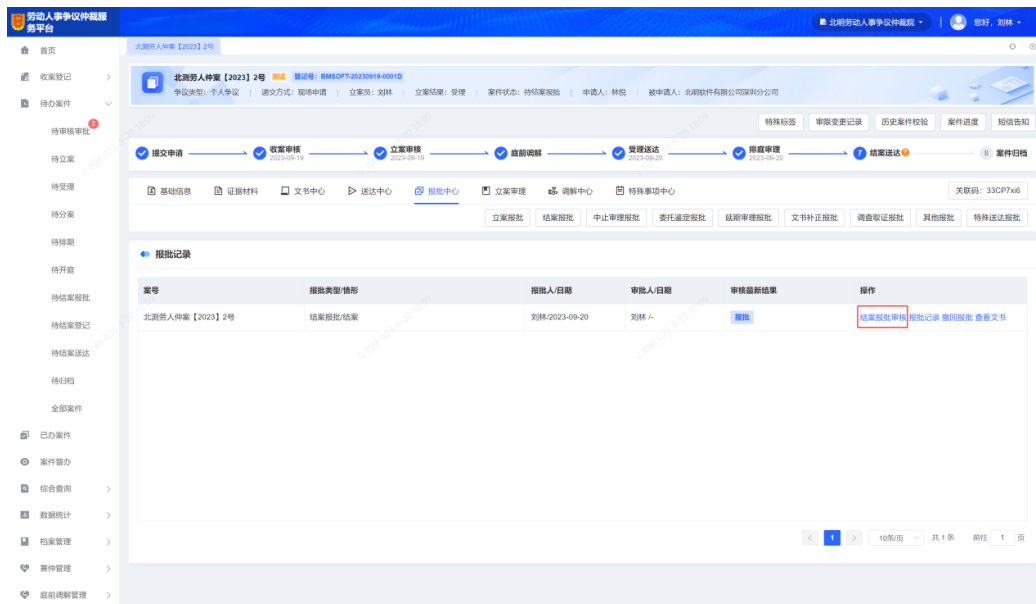 劳动人事争议仲裁服
务平台
北明劳动人事争议仲裁院
您好，刘林
首页
收案登记
待办案件
待审核审批
2
待立案
待受理
待分案
待排期
待开庭
待结案报批
待结案登记
待结案送达
待归档
全部案件
已办案件
案件督办
综合查询
数据统计
档案管理
兼仲管理
庭前调解管理
北测劳人仲案【2023】2号
北测劳人仲案【2023】2号 测试 登记号：BMSOFT-20230919-0001D
争议类型：个人争议 | 递交方式：现场申请 | 立案员：刘林 | 立案结果：受理 | 案件状态：待结案报批 | 申请人：林悦 | 被申请人：北明软件有限公司深圳分公司
特殊标签 审限变更记录 历史案件校验 案件进度 短信告知
提交申请 收案审核 立案审核 庭前调解 受理送达 排庭审理 7 结案送达 8 案件归档
2023-09-19 2023-09-19 2023-09-20 2023-09-20
基础信息 证据材料 文书中心 送达中心 报批中心 立案审理 调解中心 特殊事项中心 关联码：33CP7xi6
立案报批 结案报批 中止审理报批 委托鉴定报批 延期审理报批 文书补正报批 调查取证报批 其他报批 特殊送达报批
报批记录
案号 报批类型/情形 报批人/日期 审批人/日期 审核最新结果 操作
北测劳人仲案【2023】2号 结案报批/结案 刘林/2023-09-20 刘林 /- 报批 结案报批审核 报批记录 撤回报批 查看文书
1 10条/页 共 1 条 前往 1 页